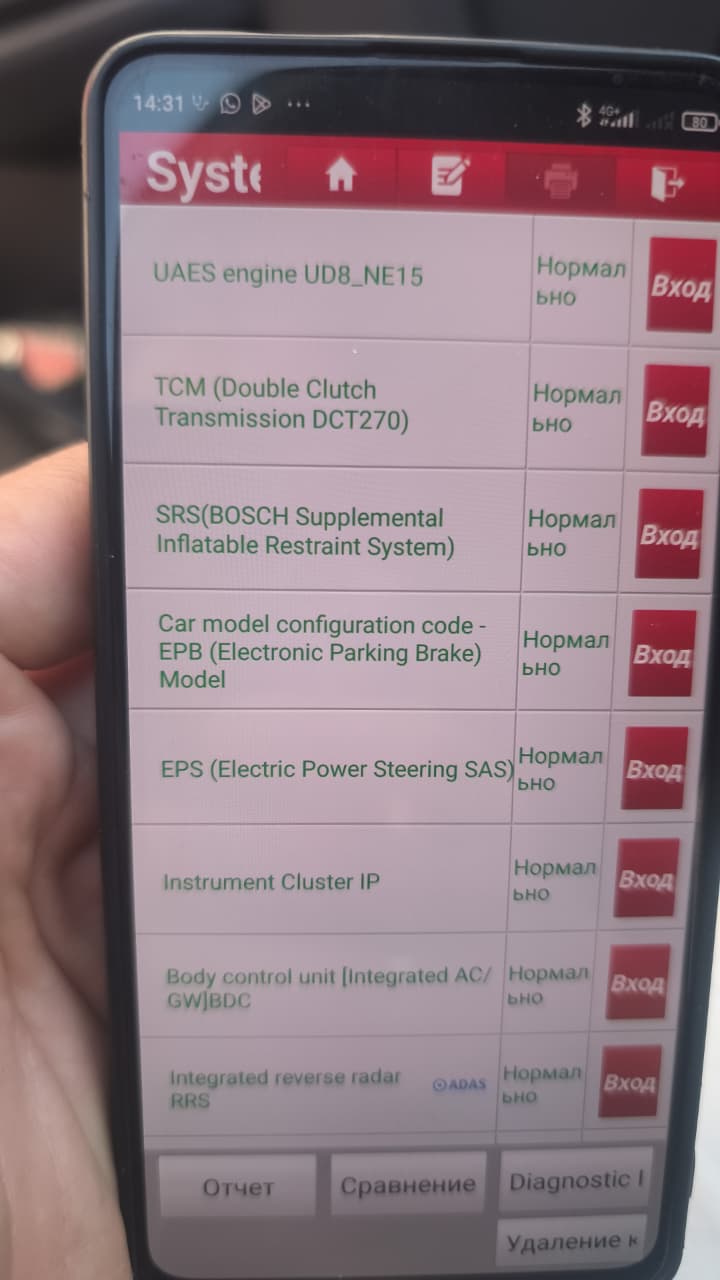 14:31
4G+
80
Syste
UAES engine UD8_NE15
Нормал
ьно
Вход
TCM (Double Clutch
Transmission DCT270)
Нормал
ьно
Вход
SRS(BOSCH Supplemental
Inflatable Restraint System)
Нормал
ьно
Вход
Car model configuration code -
EPB (Electronic Parking Brake)
Model
Нормал
ьно
Вход
EPS (Electric Power Steering SAS)
Нормал
ьно
Вход
Instrument Cluster IP
Нормал
ьно
Вход
Body control unit [Integrated AC/
GW]BDC
Нормал
ьно
Вход
Integrated reverse radar
RRS
ADAS
Нормал
ьно
Вход
Отчет
Сравнение
Diagnostic I
Удаление к